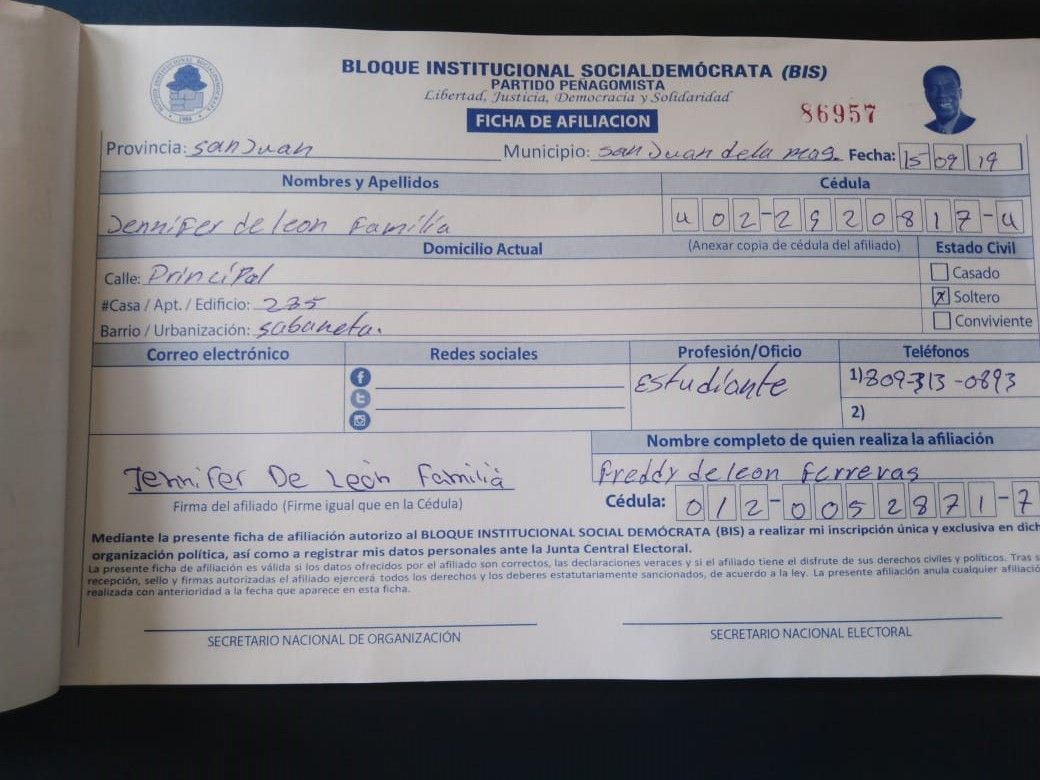 BLOQUE INSTITUCIONAL SOCIALDEMÓCRATA (BIS)
PARTIDO PEÑAGOMISTA
Libertad, Justicia, Democracia y Solidaridad
86957
FICHA DE AFILIACION
Provincia: San Juan Municipio: San Juan de la mag. Fecha: 15 09 19
Nombres y Apellidos Cédula
Jennifer de leon Familia 402-2920817-4
Domicilio Actual (Anexar copia de cédula del afiliado) Estado Civil
Calle: Principal Casado
#Casa / Apt. / Edificio: 235 Soltero
Barrio / Urbanización: Sabaneta. Conviviente
Correo electrónico Redes sociales Profesión/Oficio Teléfonos
Estudiante 1) 809-313-0893
2)
Nombre completo de quien realiza la afiliación
Jennifer De León Familia Freddy de leon Ferreras
Firma del afiliado (Firme igual que en la Cédula) Cédula: 012-0052871-7
Mediante la presente ficha de afiliación autorizo al BLOQUE INSTITUCIONAL SOCIAL DEMÓCRATA (BIS) a realizar mi inscripción única y exclusiva en dich
organización política, así como a registrar mis datos personales ante la Junta Central Electoral.
La presente ficha de afiliación es válida si los datos ofrecidos por el afiliado son correctos, las declaraciones veraces y si el afiliado tiene el disfrute de sus derechos civiles y políticos. Tras s
recepción, sello y firmas autorizadas el afiliado ejercerá todos los derechos y los deberes estatutariamente sancionados, de acuerdo a la ley. La presente afiliación anula cualquier afiliació
realizada con anterioridad a la fecha que aparece en esta ficha.
SECRETARIO NACIONAL DE ORGANIZACIÓN SECRETARIO NACIONAL ELECTORAL